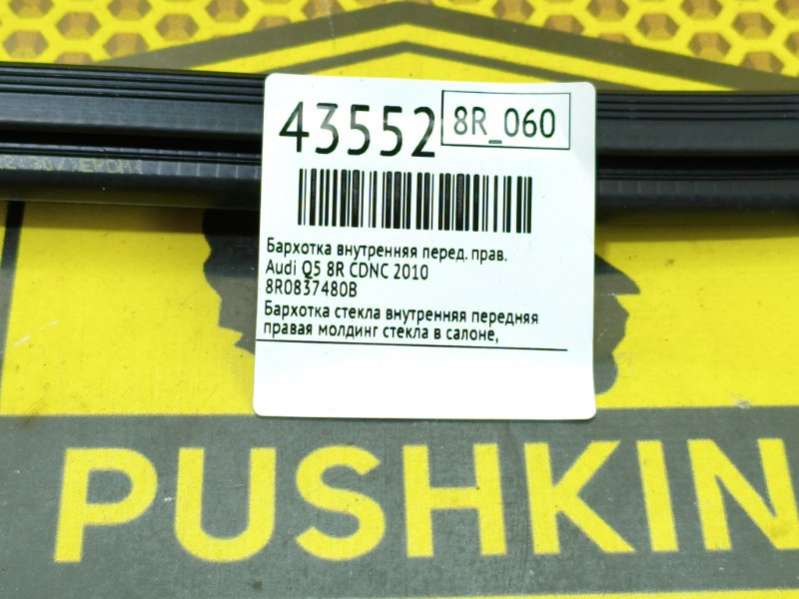 43552 8R_060
Бархотка внутренняя перед. прав.
Audi Q5 8R CDNC 2010
8R0837480B
Бархотка стекла внутренняя передняя
правая молдинг стекла в салоне,
PUSHKIN